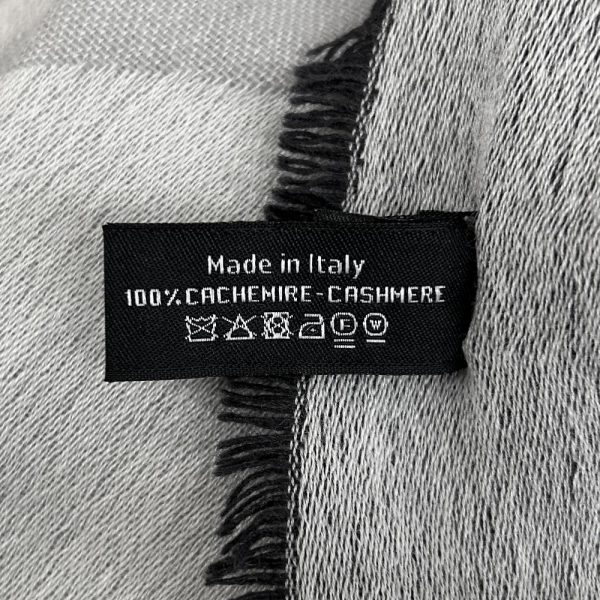 Made in Italy
100% CACHEMIRE-CASHMERE
F W